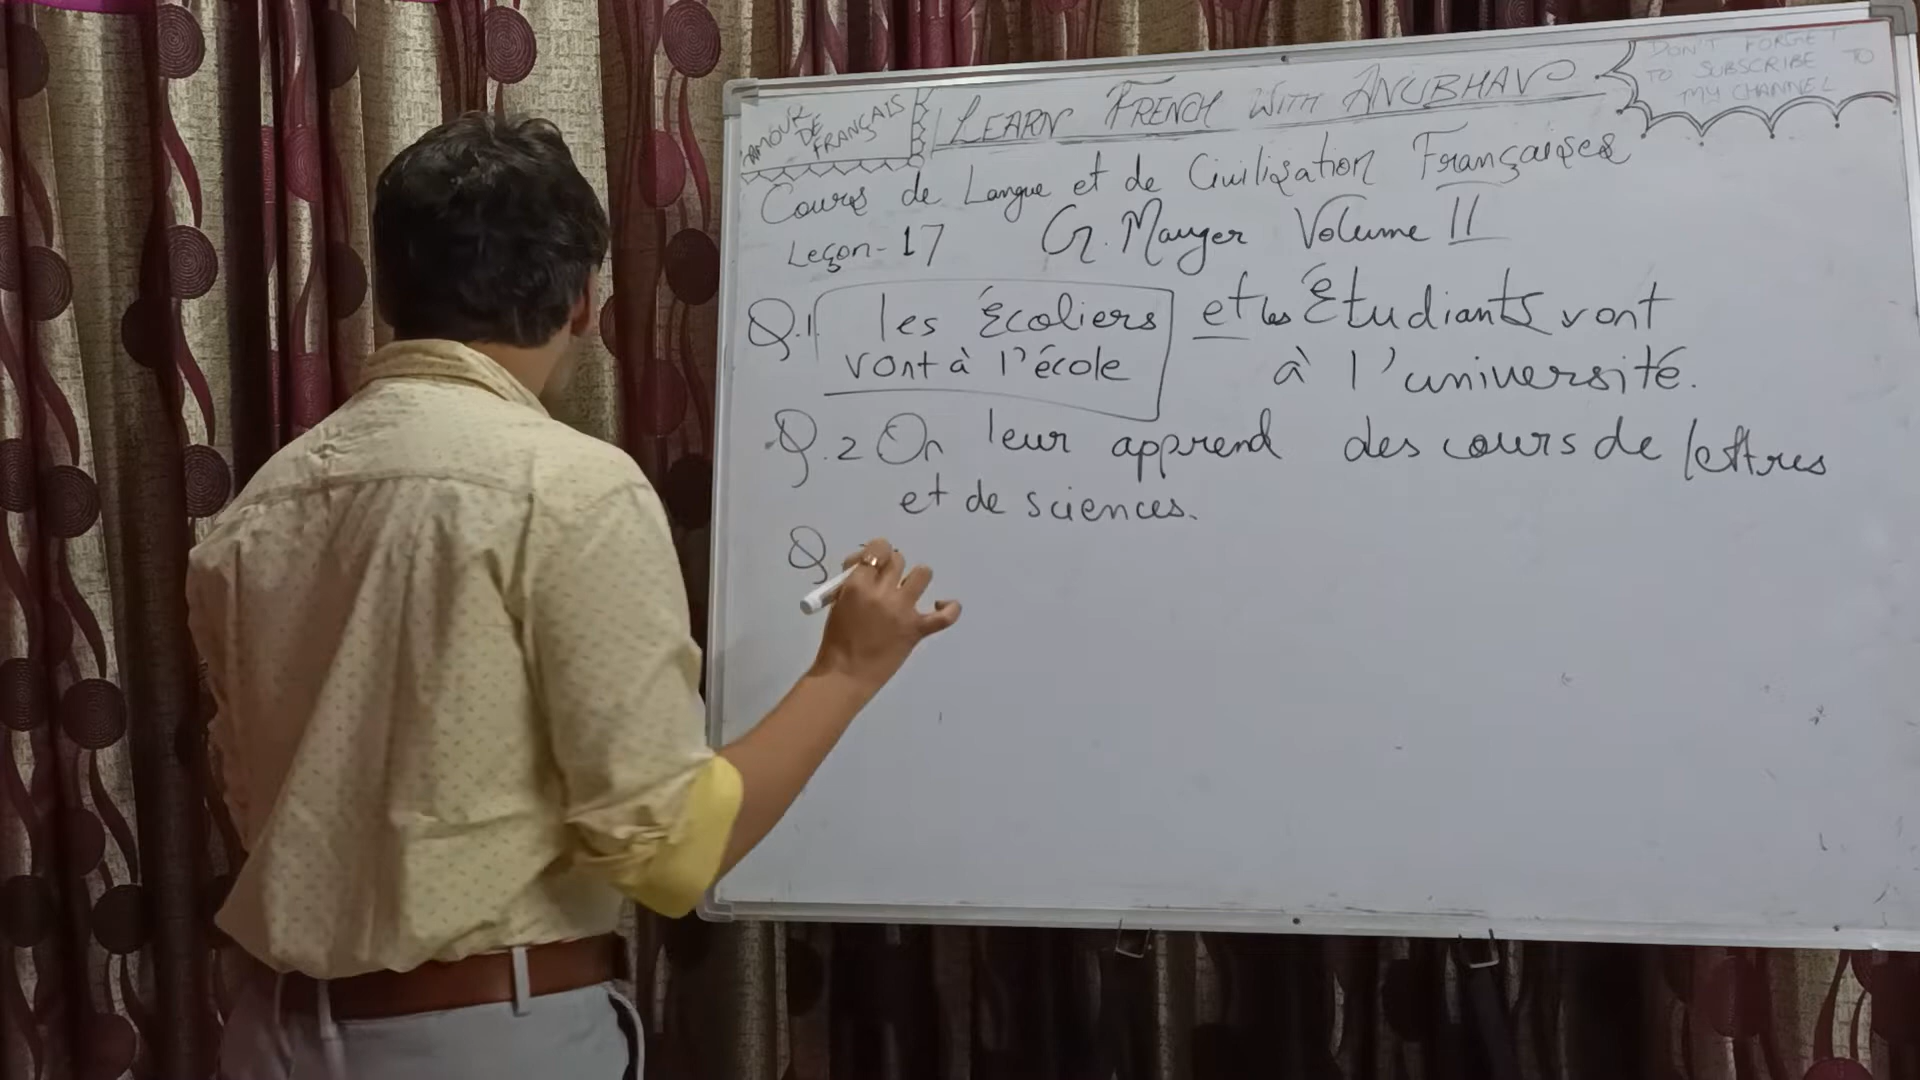 AMOUR DE FRANÇAIS
LEARN FRENCH WITH ANUBHAV
DON'T FORGET
TO SUBSCRIBE TO
MY CHANNEL
Cours de Langue et de Civilisation Françaises
Leçon-17 G. Mauger Volume II
Q.1 les écoliers et les Étudiants vont
vont à l'école à l'université.
Q.2 On leur apprend des cours de lettres
et de sciences.
Q